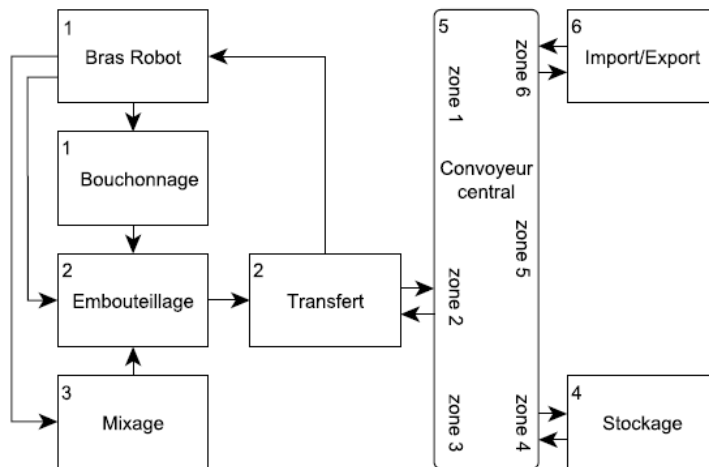 1
Bras Robot
1
Bouchonnage
2
Embouteillage
3
Mixage
2
Transfert
5
zone 1
zone 6
Convoyeur
central
zone 5
zone 2
zone 3
zone 4
6
Import/Export
4
Stockage